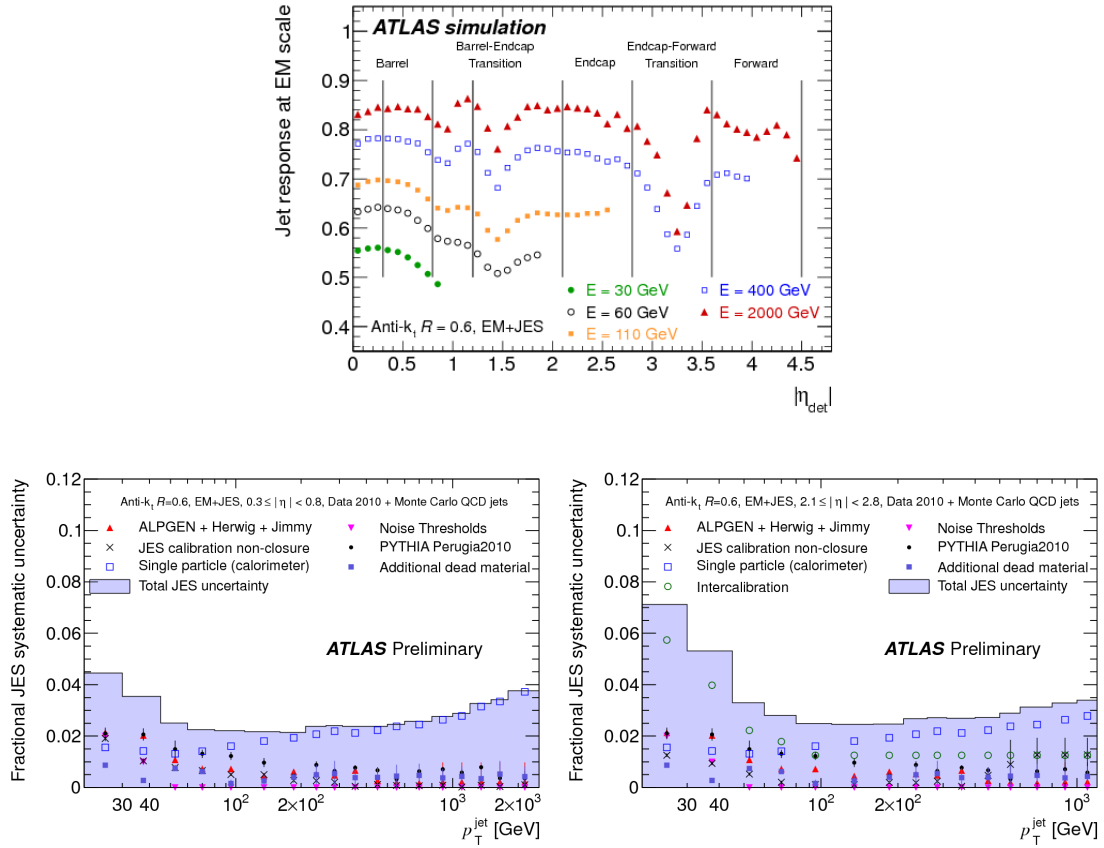 ATLAS simulation
Barrel
Barrel-Endcap
Transition
Endcap
Endcap-Forward
Transition
Forward
Jet response at EM scale
1
0.9
0.8
0.7
0.6
0.5
0.4
E = 30 GeV
E = 60 GeV
E = 110 GeV
E = 400 GeV
E = 2000 GeV
Anti-k_t R = 0.6, EM+JES
0 0.5 1 1.5 2 2.5 3 3.5 4 4.5
|η_det|
Fractional JES systematic uncertainty
0.12
0.1
0.08
0.06
0.04
0.02
0
Anti-k_t R=0.6, EM+JES, 0.3 ≤ | η | < 0.8, Data 2010 + Monte Carlo QCD jets
ALPGEN + Herwig + Jimmy
JES calibration non-closure
Single particle (calorimeter)
Total JES uncertainty
Noise Thresholds
PYTHIA Perugia2010
Additional dead material
ATLAS Preliminary
30 40 10² 2×10² 10³ 2×10³
p_T^jet [GeV]
Fractional JES systematic uncertainty
0.12
0.1
0.08
0.06
0.04
0.02
0
Anti-k_t R=0.6, EM+JES, 2.1 ≤ | η | < 2.8, Data 2010 + Monte Carlo QCD jets
ALPGEN + Herwig + Jimmy
JES calibration non-closure
Single particle (calorimeter)
Intercalibration
Noise Thresholds
PYTHIA Perugia2010
Additional dead material
Total JES uncertainty
ATLAS Preliminary
30 40 10² 2×10² 10³
p_T^jet [GeV]